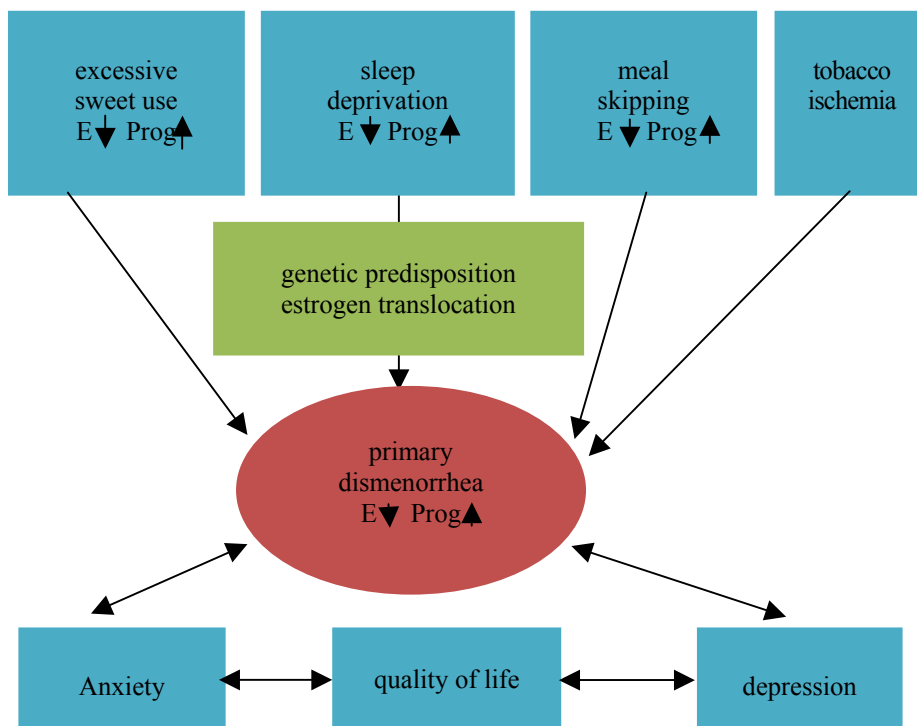 excessive
sweet use
E Prog
sleep
deprivation
E Prog
meal
skipping
E Prog
tobacco
ischemia
genetic predisposition
estrogen translocation
primary
dismenorrhea
E Prog
Anxiety
quality of life
depression